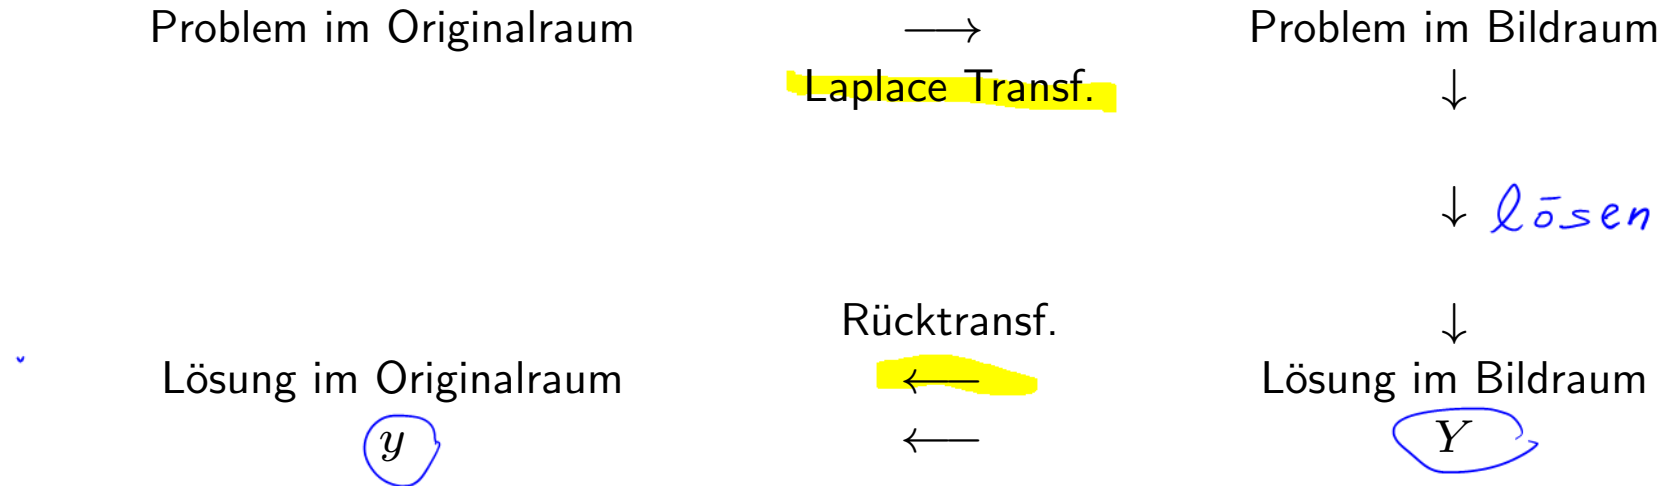 Problem im Originalraum → Problem im Bildraum
Laplace Transf. ↓
↓ lösen
Rücktransf. ↓
Lösung im Originalraum ← Lösung im Bildraum
y ← Y